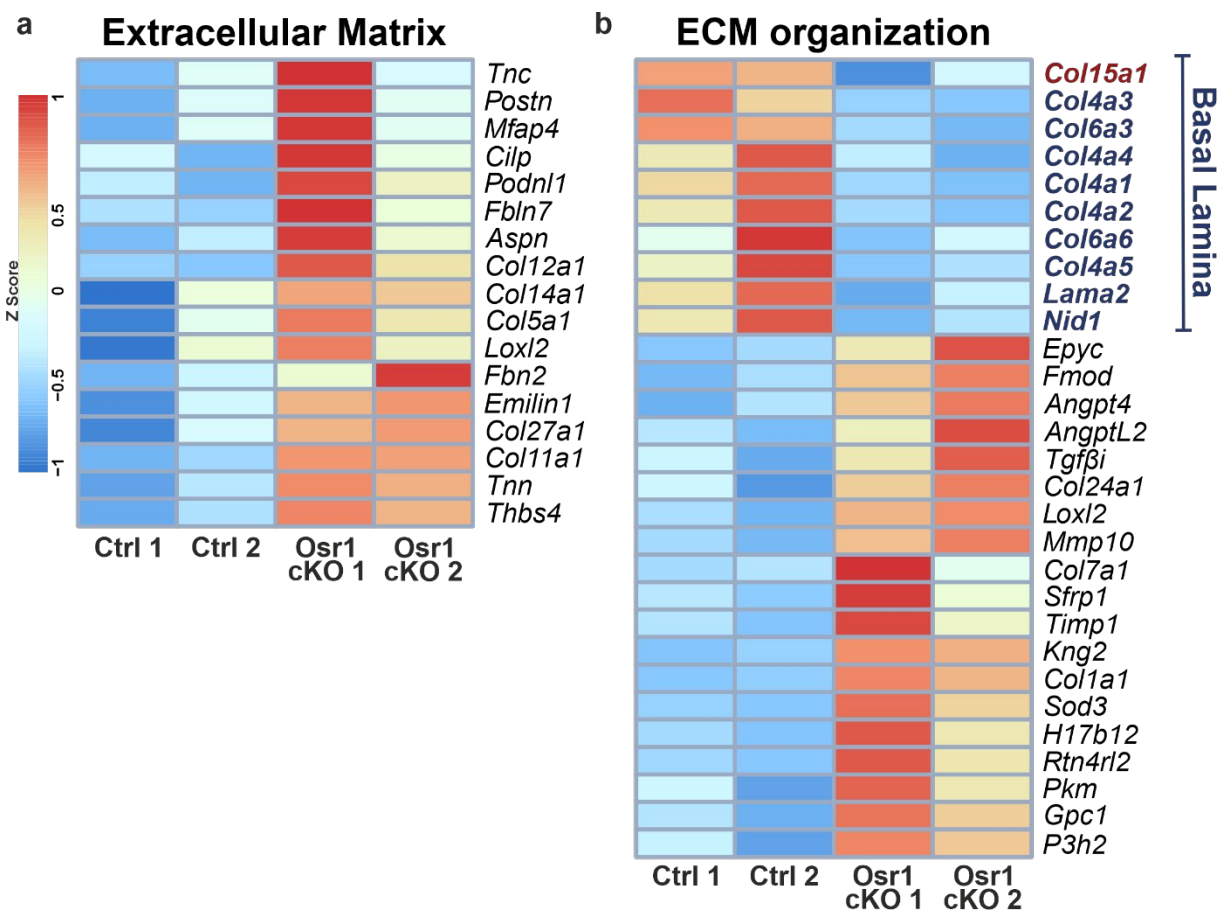 a
Extracellular Matrix
Z Score
1
0.5
0
−0.5
−1
Tnc
Postn
Mfap4
Cilp
Podnl1
Fbln7
Aspn
Col12a1
Col14a1
Col5a1
Loxl2
Fbn2
Emilin1
Col27a1
Col11a1
Tnn
Thbs4
Ctrl 1
Ctrl 2
Osr1
cKO 1
Osr1
cKO 2
b
ECM organization
Col15a1
Col4a3
Col6a3
Col4a4
Col4a1
Col4a2
Col6a6
Col4a5
Lama2
Nid1
Basal Lamina
Epyc
Fmod
Angpt4
AngptL2
Tgfβi
Col24a1
Loxl2
Mmp10
Col7a1
Sfrp1
Timp1
Kng2
Col1a1
Sod3
H17b12
Rtn4rl2
Pkm
Gpc1
P3h2
Ctrl 1
Ctrl 2
Osr1
cKO 1
Osr1
cKO 2